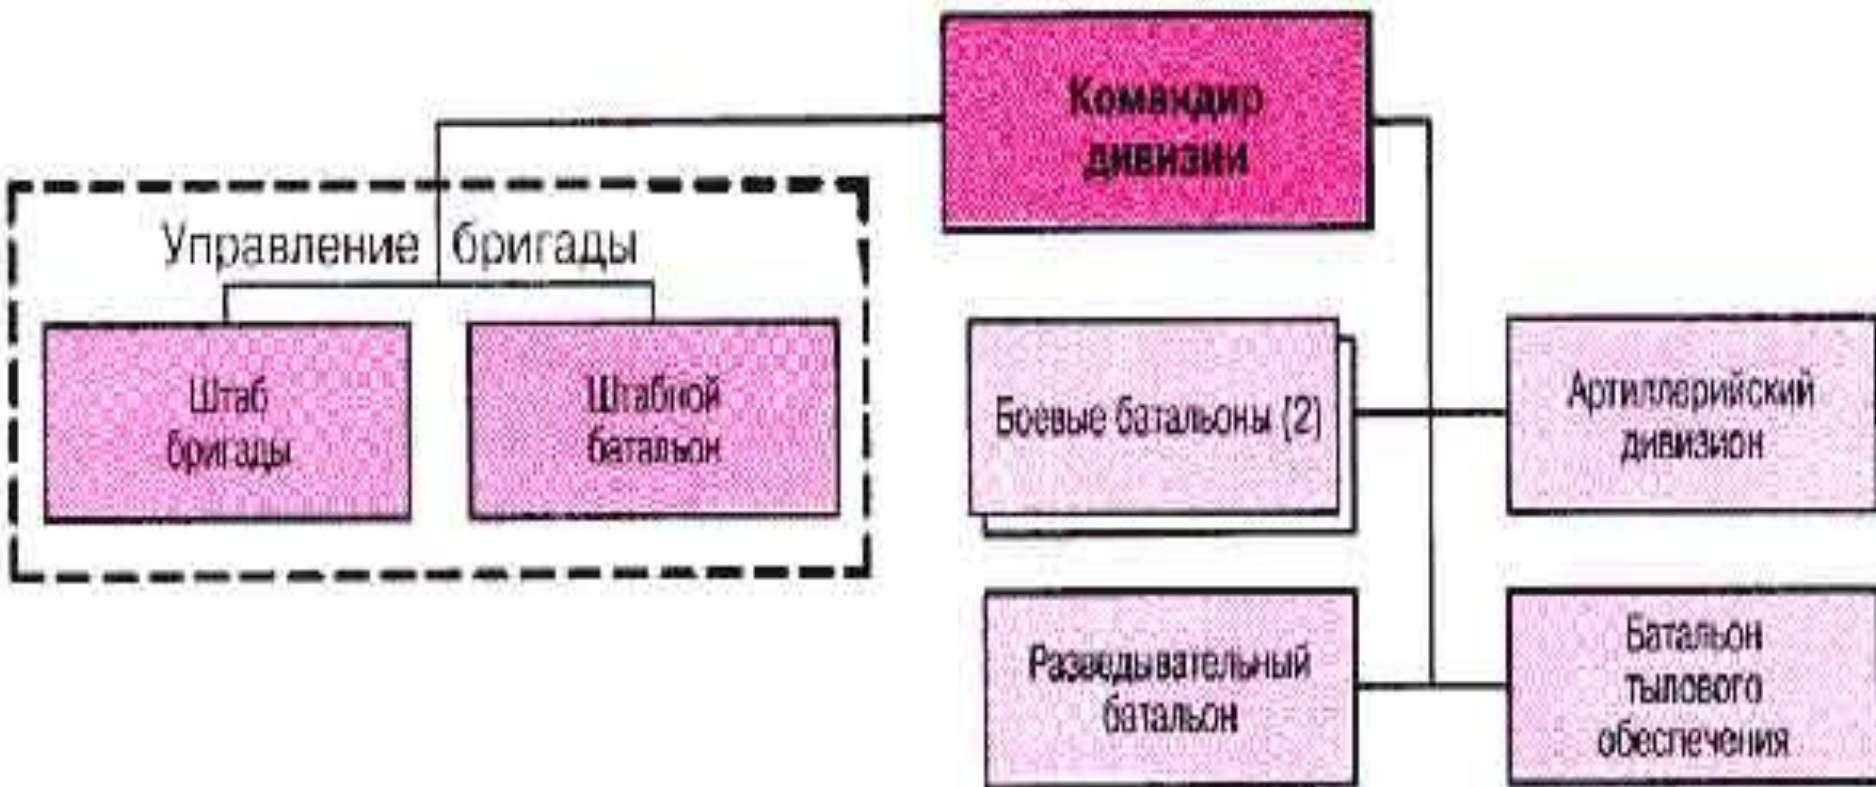 Командир
дивизии
Управление бригады
Штаб
бригады
Штабной
батальон
Боевые батальоны (2)
Артиллерийский
дивизион
Разведывательный
батальон
Батальон
тылового
обеспечения